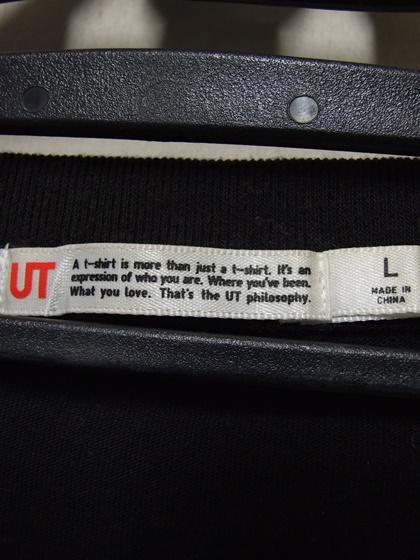 UT
A t-shirt is more than just a t-shirt. It's an
expression of who you are. Where you've been.
What you love. That's the UT philosophy.
L
MADE IN
CHINA